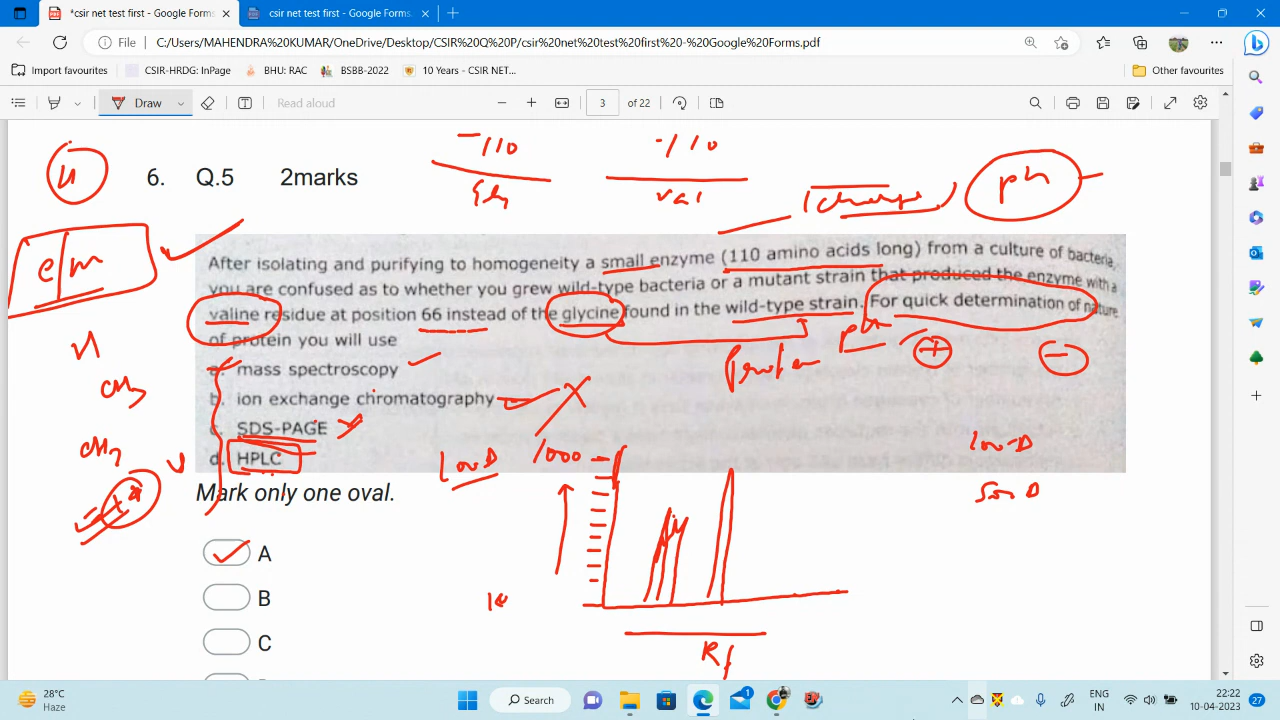 *csir net test first - Google Forms
csir net test first - Google Forms.
File C:/Users/MAHENDRA%20KUMAR/OneDrive/Desktop/CSIR%20Q%20P/csir%20net%20test%20first%20-%20Google%20Forms.pdf
Import favourites CSIR-HRDG: InPage BHU: RAC BSBB-2022 10 Years - CSIR NET... Other favourites
Draw Read aloud 3 of 22
110 110
val
ph
6. Q.5 2marks
e/m
After isolating and purifying to homogeneity a small enzyme (110 amino acids long) from a culture of bacteria,
you are confused as to whether you grew wild-type bacteria or a mutant strain that produced the enzyme with a
valine residue at position 66 instead of the glycine found in the wild-type strain. For quick determination of nature
of protein you will use
protein
+ -
a. mass spectroscopy
CH3
b. ion exchange chromatography
c. SDS-PAGE
d. HPLC
1000
Mark only one oval.
A
B
C
Rf
28°C
Haze
Search
1
ENG
IN
22:22
10-04-2023
27